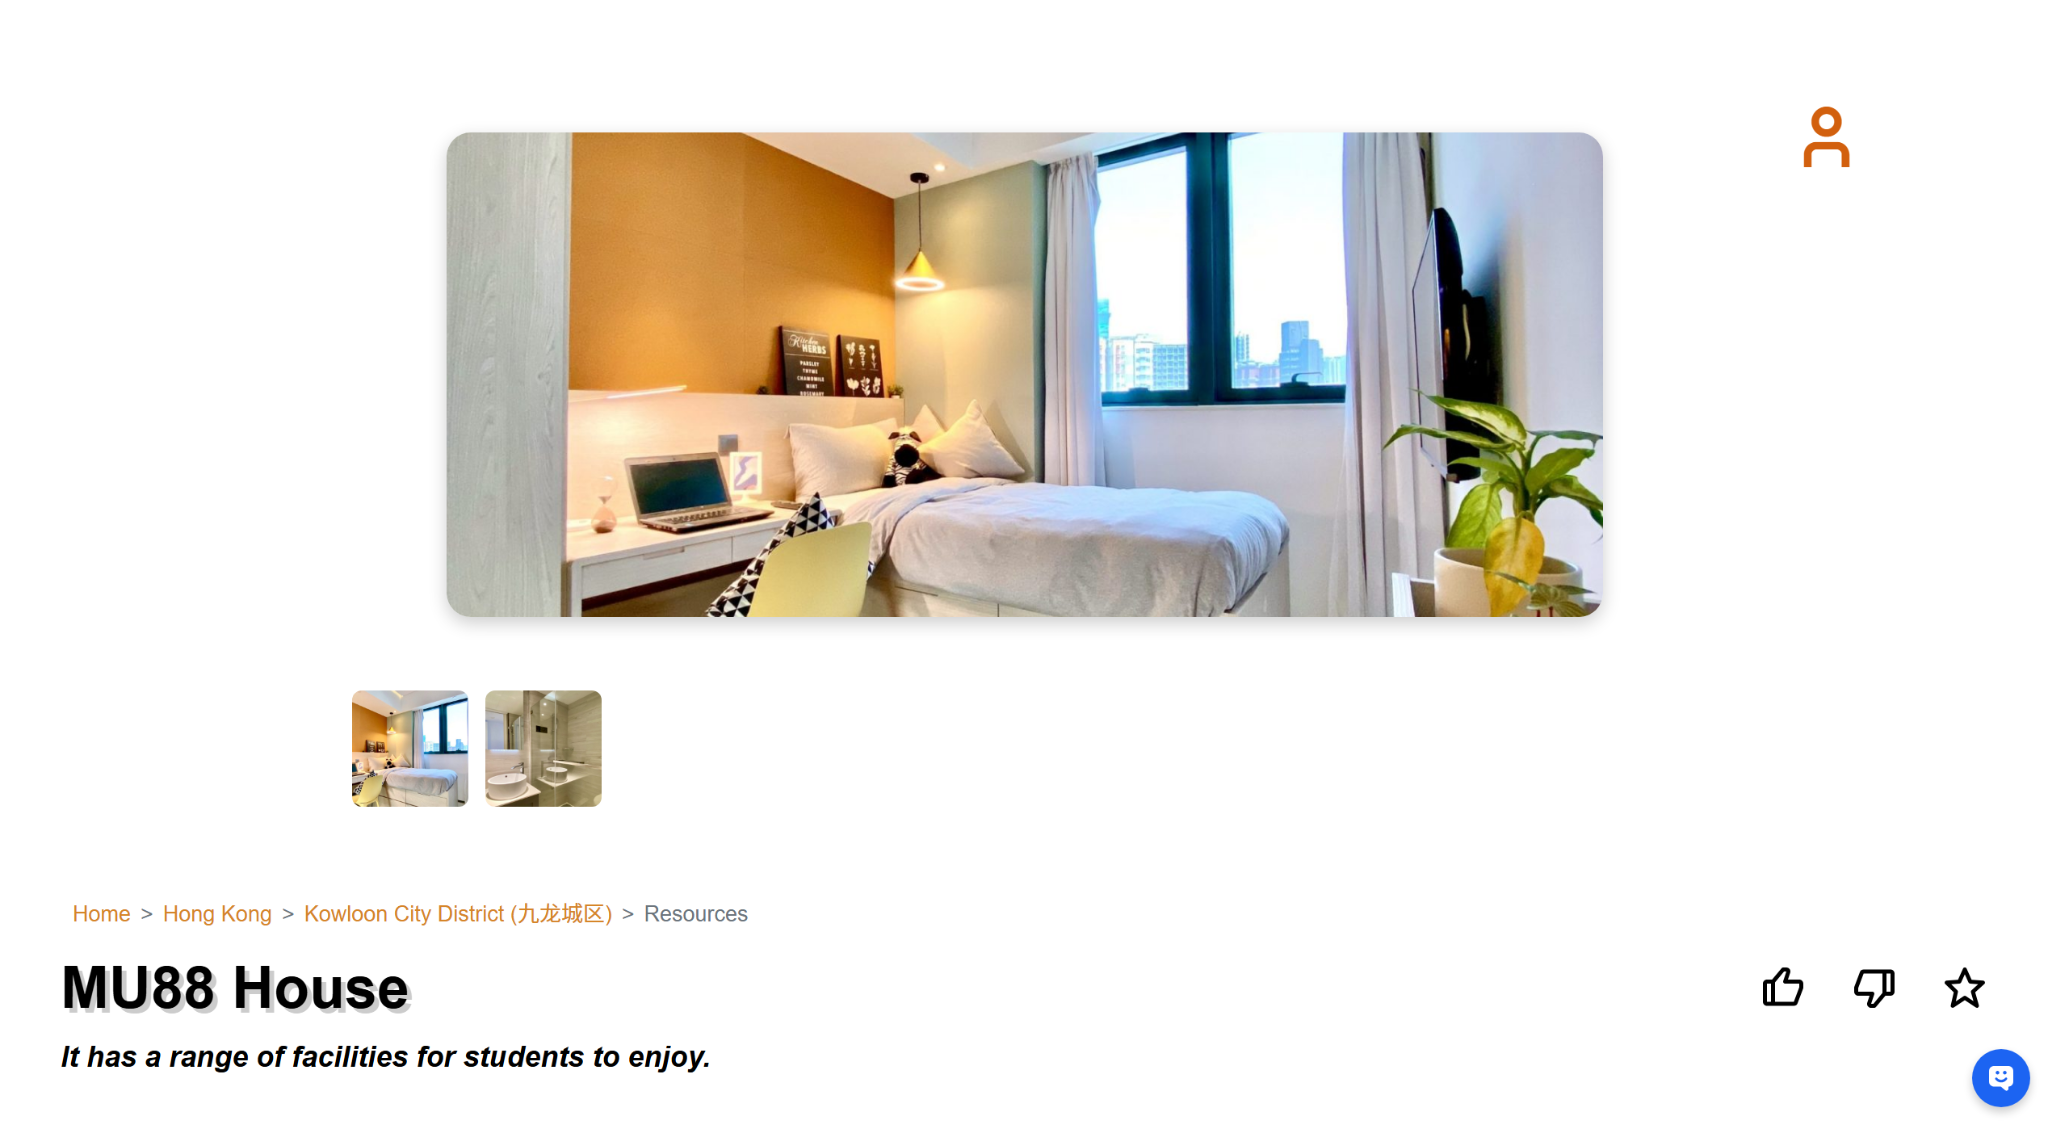 Kitchen
HERBS
PARSLEY
THYME
CHAMOMILE
MINT
ROSEMARY
Home > Hong Kong > Kowloon City District (九龙城区) > Resources
MU88 House
It has a range of facilities for students to enjoy.